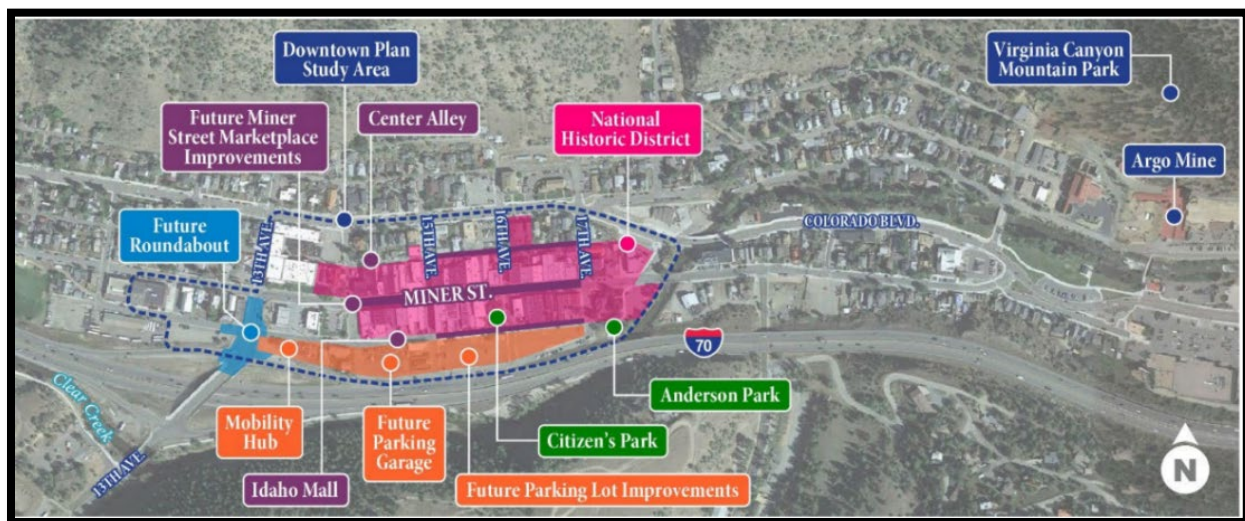 Downtown Plan
Study Area
Virginia Canyon
Mountain Park
Future Miner
Street Marketplace
Improvements
Center Alley
National
Historic District
Argo Mine
Future
Roundabout
13TH AVE.
15TH AVE.
16TH AVE.
17TH AVE.
COLORADO BLVD.
MINER ST.
70
Clear Creek
13TH AVE.
Mobility
Hub
Future
Parking
Garage
Citizen's Park
Anderson Park
Idaho Mall
Future Parking Lot Improvements
N